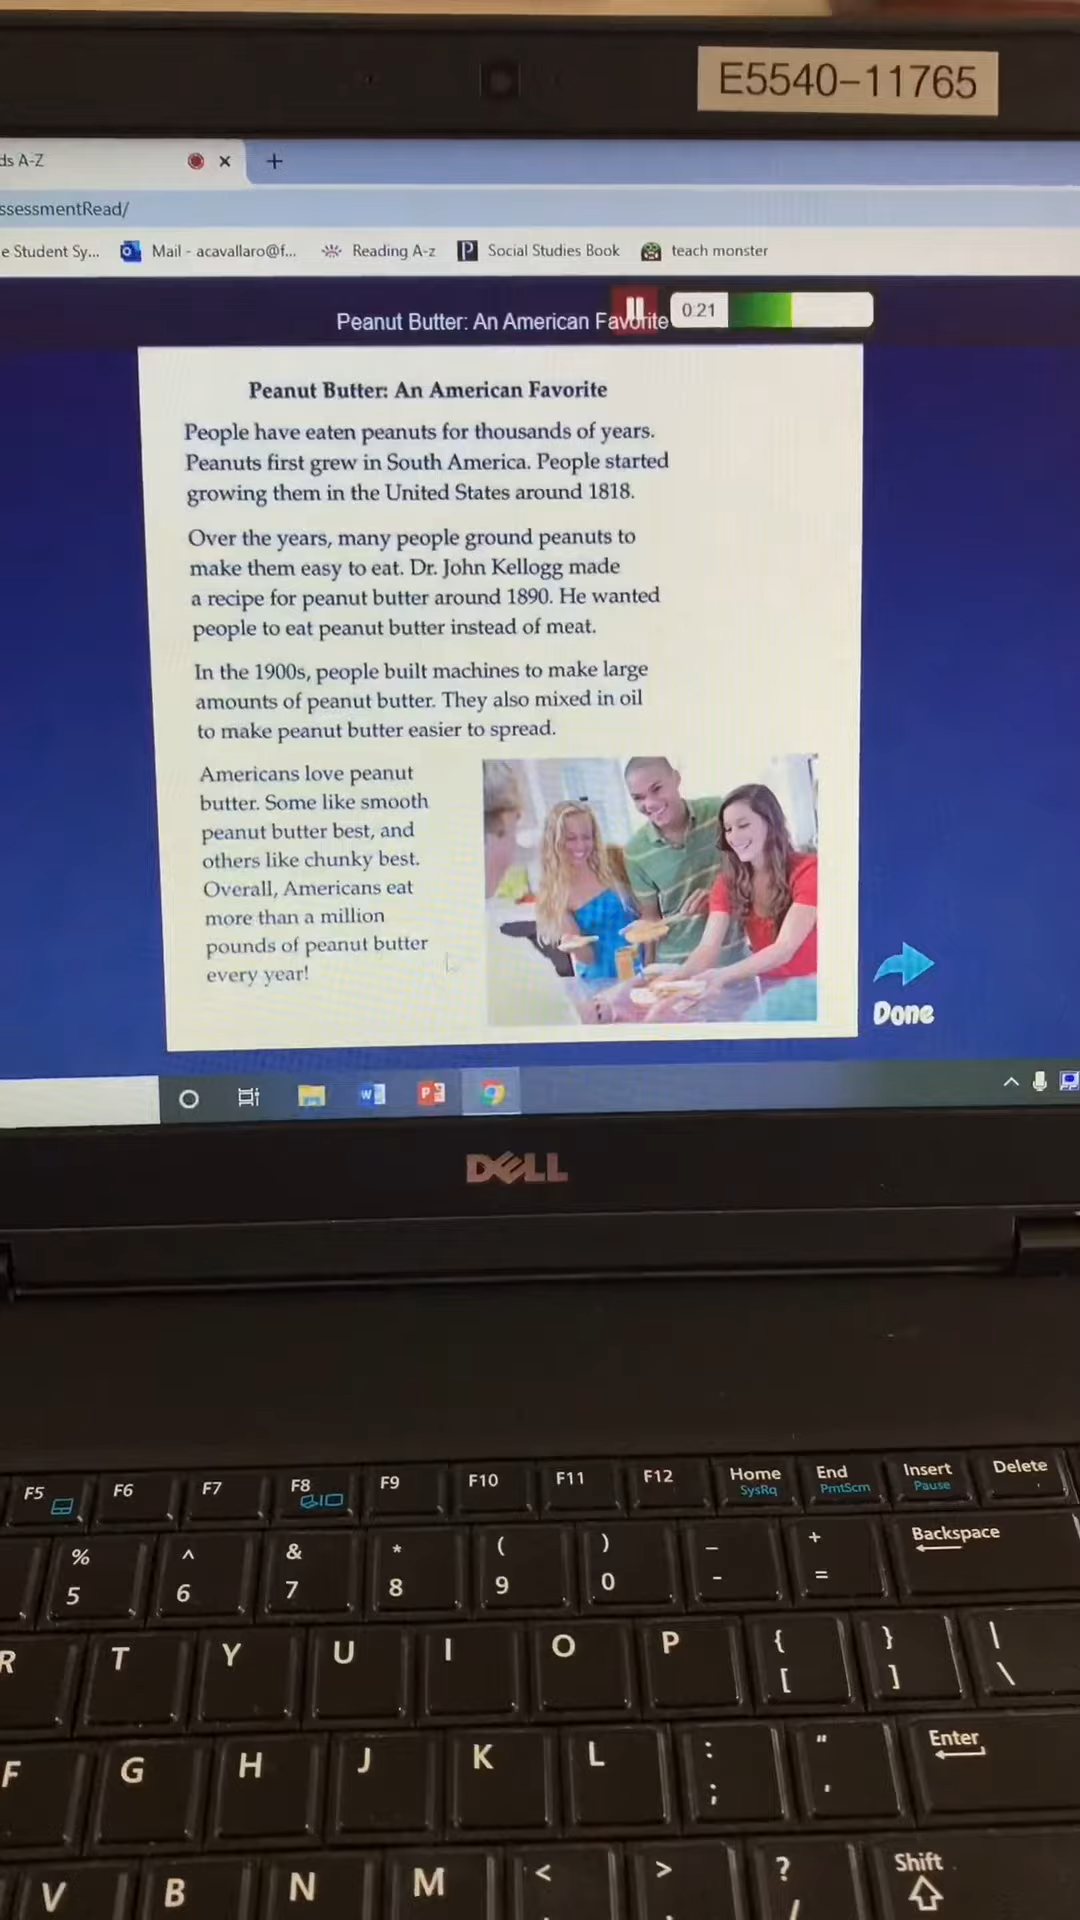 E5540-11765
ds A-Z
ssessmentRead/
e Student Sy...
Mail - acavallaro@f...
Reading A-z
P
Social Studies Book
teach monster
Peanut Butter: An American Favorite
0:21
Peanut Butter: An American Favorite
People have eaten peanuts for thousands of years.
Peanuts first grew in South America. People started
growing them in the United States around 1818.
Over the years, many people ground peanuts to
make them easy to eat. Dr. John Kellogg made
a recipe for peanut butter around 1890. He wanted
people to eat peanut butter instead of meat.
In the 1900s, people built machines to make large
amounts of peanut butter. They also mixed in oil
to make peanut butter easier to spread.
Americans love peanut
butter. Some like smooth
peanut butter best, and
others like chunky best.
Overall, Americans eat
more than a million
pounds of peanut butter
every year!
Done
DELL
F5 F6 F7 F8 F9 F10 F11 F12 Home End Insert Delete
SysRq PrntScrn Pause
% ^ & * ( ) _ + Backspace
5 6 7 8 9 0 - =
R T Y U I O P { } |
[ ] \
F G H J K L : " Enter
; '
V B N M < > ? Shift
/